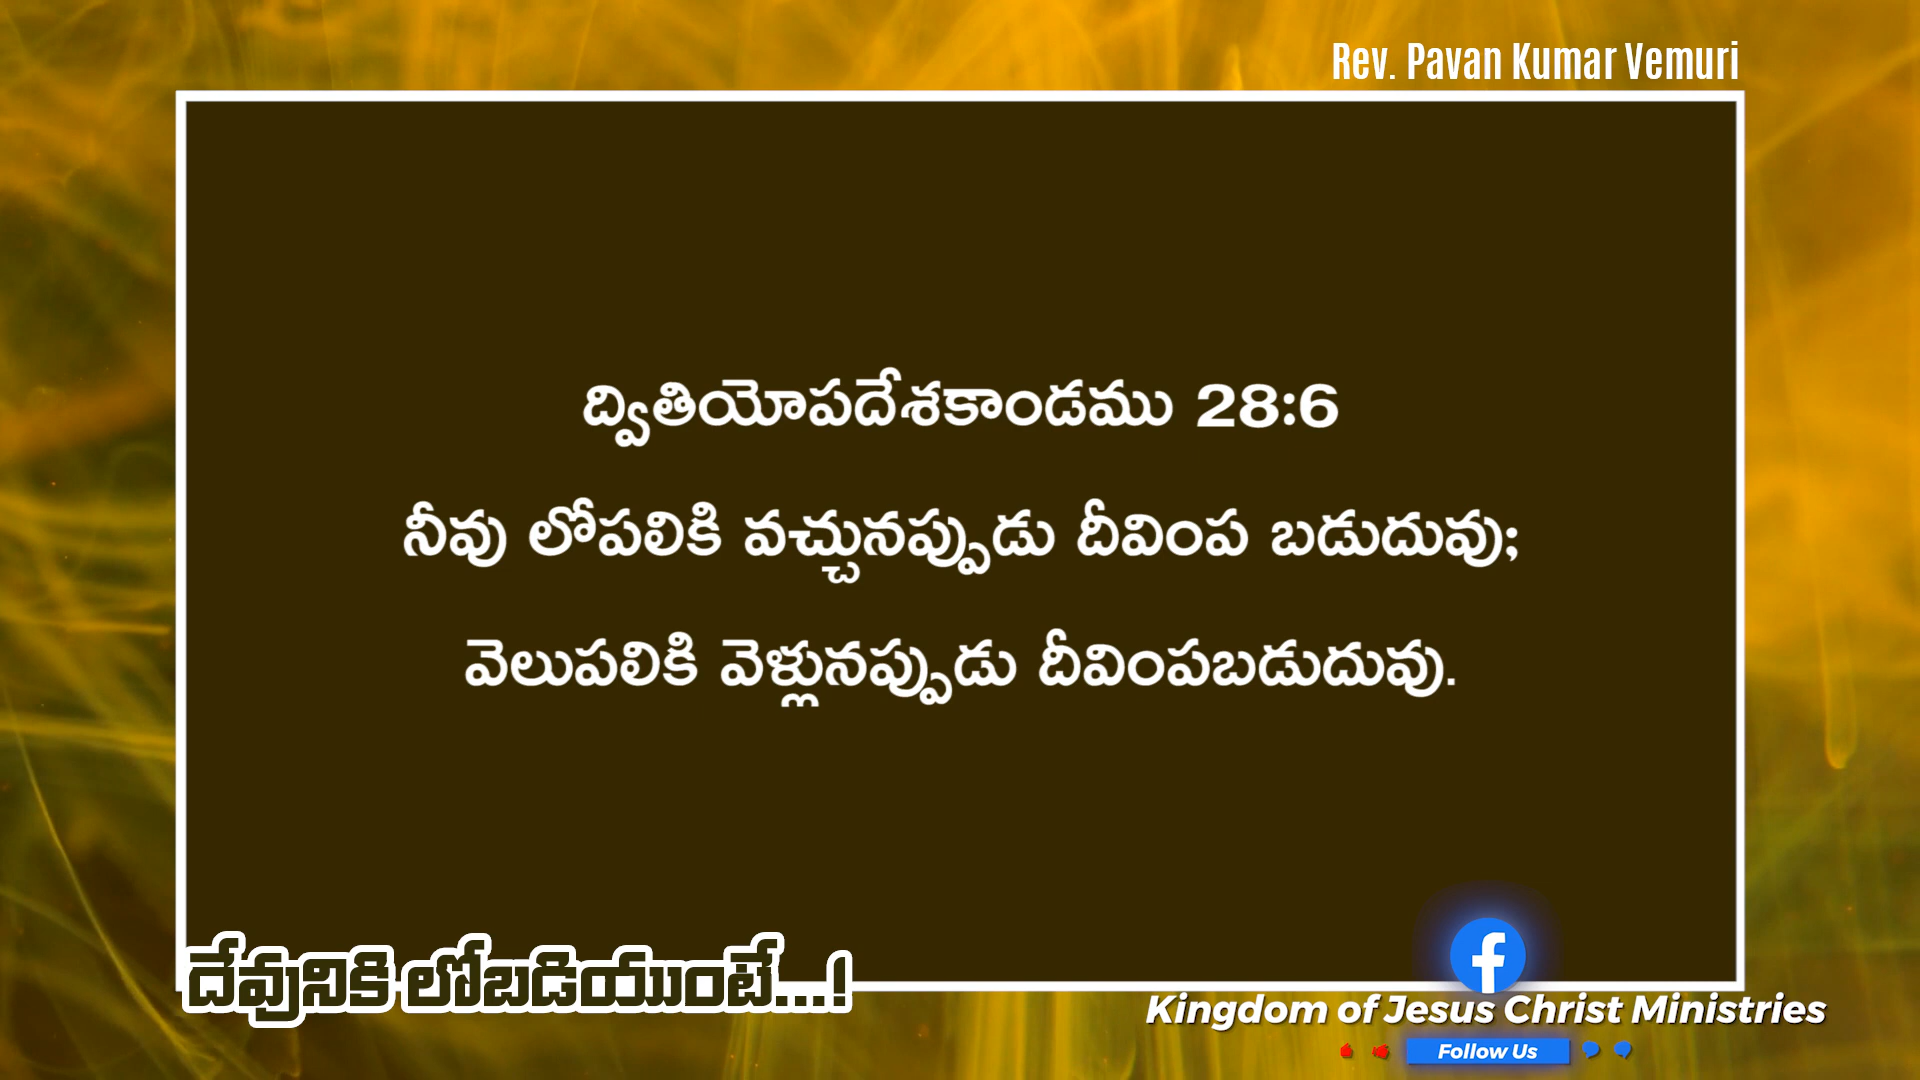 Rev. Pavan Kumar Vemuri
ద్వితియోపదేశకాండము 28:6
నీవు లోపలికి వచ్చునప్పుడు దీవింప బడుదువు;
వెలుపలికి వెళ్లునప్పుడు దీవింపబడుదువు.
దేవునికి లోబడియుంటే...!
Kingdom of Jesus Christ Ministries
Follow Us